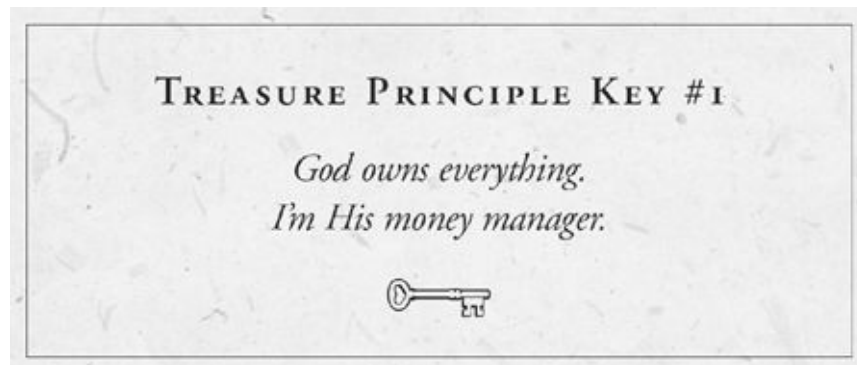 Treasure Principle Key #1
God owns everything.
I'm His money manager.